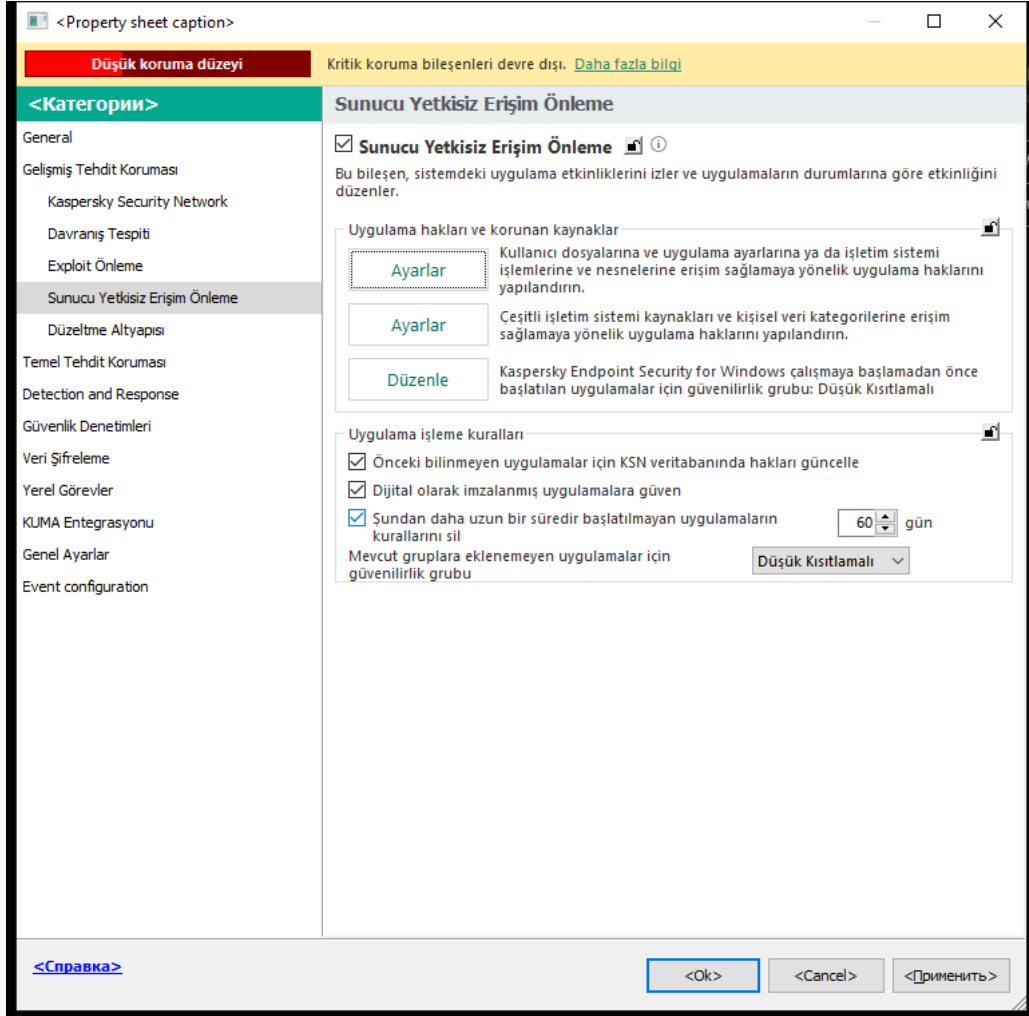 <Property sheet caption>
Düşük koruma düzeyi
Kritik koruma bileşenleri devre dışı. Daha fazla bilgi
<Категории>
General
Gelişmiş Tehdit Koruması
Kaspersky Security Network
Davranış Tespiti
Exploit Önleme
Sunucu Yetkisiz Erişim Önleme
Düzeltme Altyapısı
Temel Tehdit Koruması
Detection and Response
Güvenlik Denetimleri
Veri Şifreleme
Yerel Görevler
KUMA Entegrasyonu
Genel Ayarlar
Event configuration
Sunucu Yetkisiz Erişim Önleme
Sunucu Yetkisiz Erişim Önleme
Bu bileşen, sistemdeki uygulama etkinliklerini izler ve uygulamaların durumlarına göre etkinliğini
düzenler.
Uygulama hakları ve korunan kaynaklar
Ayarlar
Kullanıcı dosyalarına ve uygulama ayarlarına ya da işletim sistemi
işlemlerine ve nesnelerine erişim sağlamaya yönelik uygulama haklarını
yapılandırın.
Ayarlar
Çeşitli işletim sistemi kaynakları ve kişisel veri kategorilerine erişim
sağlamaya yönelik uygulama haklarını yapılandırın.
Düzenle
Kaspersky Endpoint Security for Windows çalışmaya başlamadan önce
başlatılan uygulamalar için güvenilirlik grubu: Düşük Kısıtlamalı
Uygulama işleme kuralları
Önceki bilinmeyen uygulamalar için KSN veritabanında hakları güncelle
Dijital olarak imzalanmış uygulamalara güven
Şundan daha uzun bir süredir başlatılmayan uygulamaların
kurallarını sil
60 gün
Mevcut gruplara eklenemeyen uygulamalar için
güvenilirlik grubu
Düşük Kısıtlamalı
<Справка>
<Ok>
<Cancel>
<Применить>